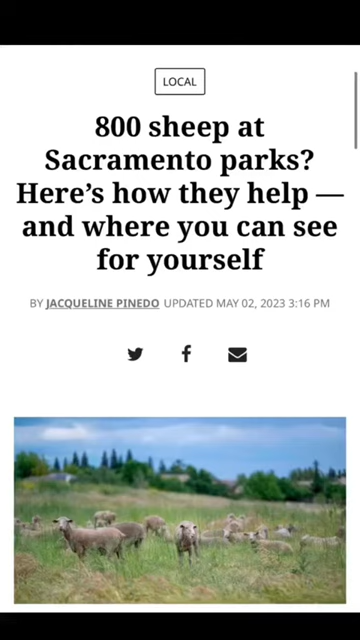 LOCAL
800 sheep at
Sacramento parks?
Here’s how they help —
and where you can see
for yourself
BY JACQUELINE PINEDO UPDATED MAY 02, 2023 3:16 PM